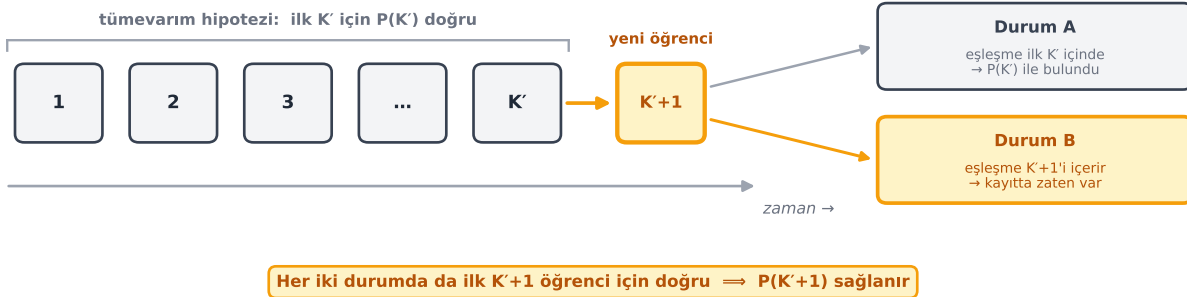 tümevarım hipotezi:  ilk K′ için P(K′) doğru
yeni öğrenci
1
2
3
...
K′
K′+1
Durum A
eşleşme ilk K′ içinde
→ P(K′) ile bulundu
Durum B
eşleşme K′+1'i içerir
→ kayıtta zaten var
zaman →
Her iki durumda da ilk K′+1 öğrenci için doğru ⟹ P(K′+1) sağlanır